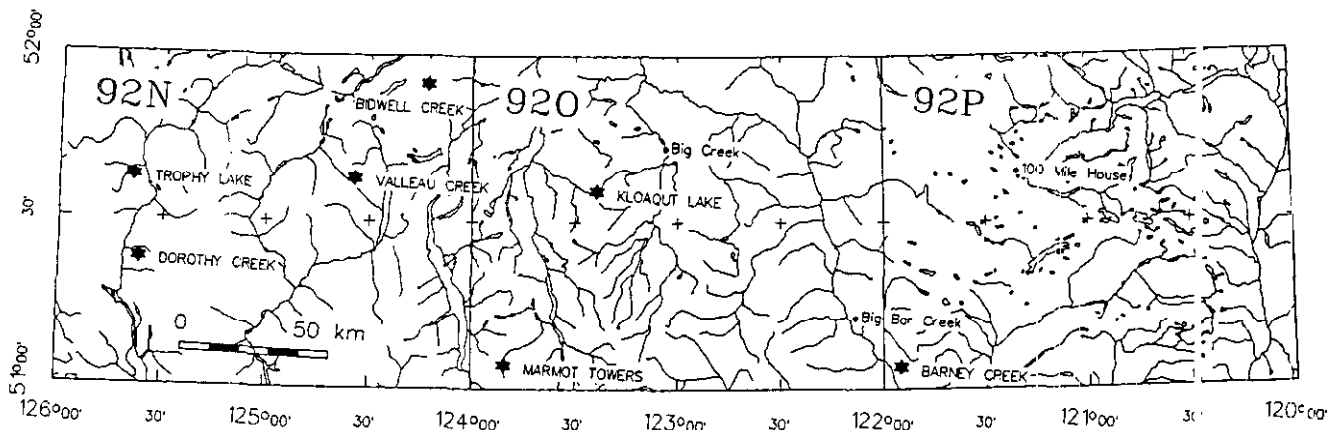 52°00'
92N
92O
92P
BIDWELL CREEK
Big Creek
100 Mile House
TROPHY LAKE
VALLEAU CREEK
KLOAQUT LAKE
30'
DOROTHY CREEK
0 50 km
Big Bar Creek
MARMOT TOWERS
BARNEY CREEK
51°00'
126°00' 30' 125°00' 30' 124°00' 30' 123°00' 30' 122°00' 30' 121°00' 30' 120°00'